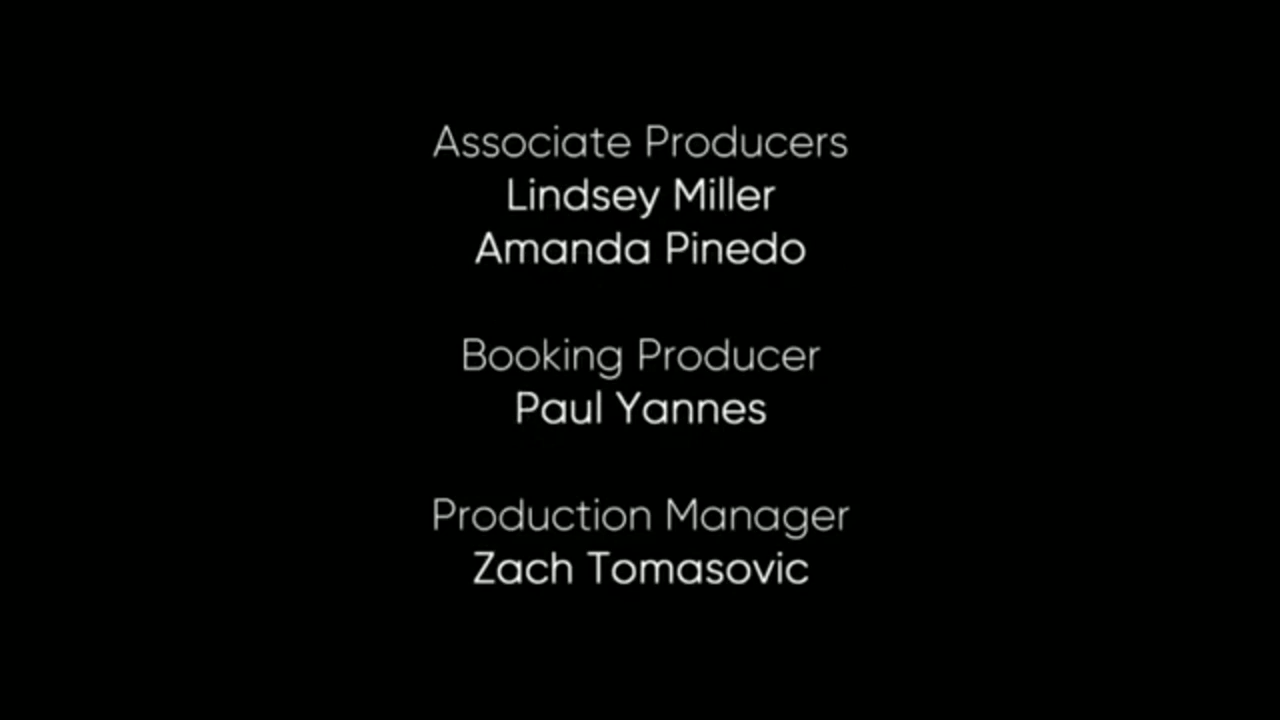 Associate Producers
Lindsey Miller
Amanda Pinedo
Booking Producer
Paul Yannes
Production Manager
Zach Tomasovic